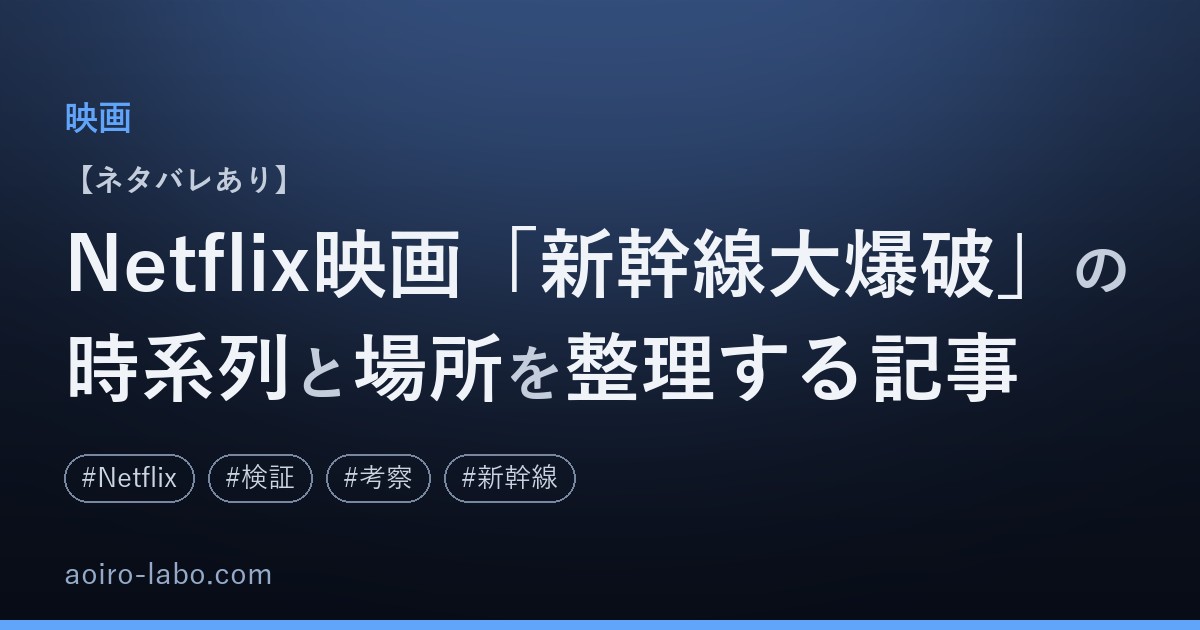 映画
【ネタバレあり】
Netflix映画「新幹線大爆破」の
時系列と場所を整理する記事
#Netflix #検証 #考察 #新幹線
aoiro-labo.com